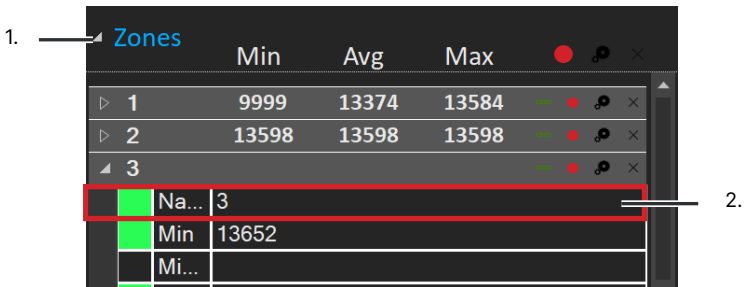 1.
Zones
Min Avg Max
1 9999 13374 13584
2 13598 13598 13598
3
Na... 3
2.
Min 13652
Mi...